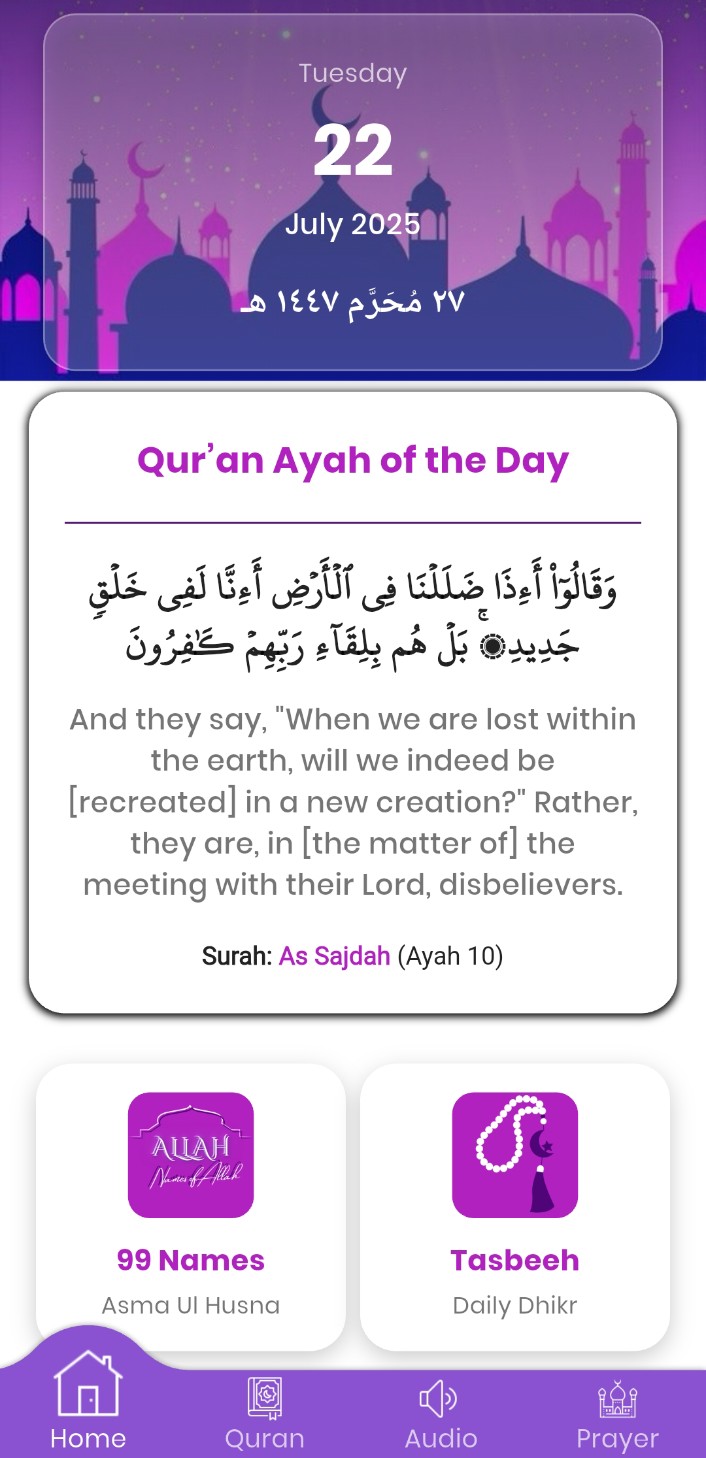 Tuesday
22
July 2025
٢٧ مُحَرَّم ١٤٤٧ هـ
Qur’an Ayah of the Day
وَقَالُوٓا۟ أَءِذَا ضَلَلْنَا فِى ٱلْأَرْضِ أَءِنَّا لَفِى خَلْقٍۢ
جَدِيدٍۭ ۚ بَلْ هُم بِلِقَآءِ رَبِّهِمْ كَـٰفِرُونَ
And they say, "When we are lost within
the earth, will we indeed be
[recreated] in a new creation?" Rather,
they are, in [the matter of] the
meeting with their Lord, disbelievers.
Surah: As Sajdah (Ayah 10)
ALLAH
Names of Allah
99 Names
Asma Ul Husna
Tasbeeh
Daily Dhikr
Home
Quran
Audio
Prayer